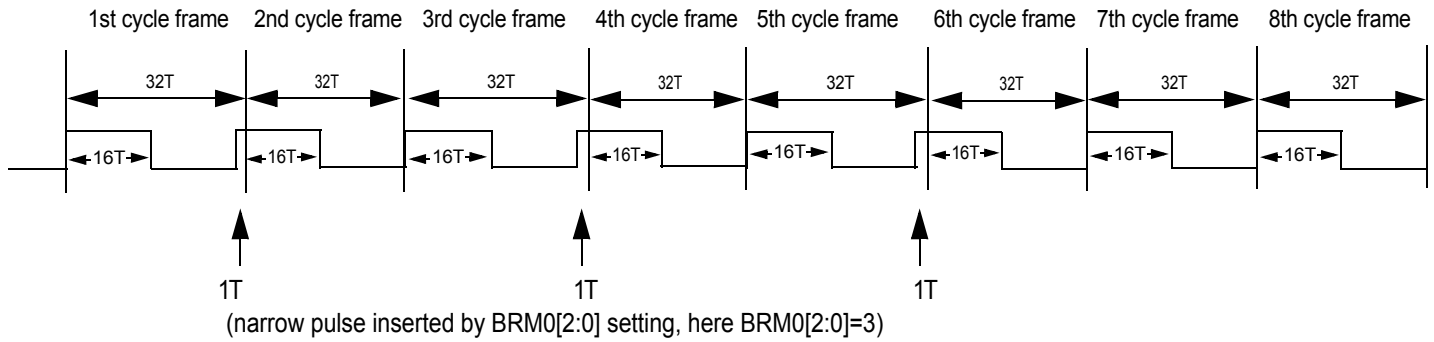 1st cycle frame 2nd cycle frame 3rd cycle frame 4th cycle frame 5th cycle frame 6th cycle frame 7th cycle frame 8th cycle frame
32T 32T 32T 32T 32T 32T 32T 32T
16T 16T 16T 16T 16T 16T 16T 16T
1T 1T 1T
(narrow pulse inserted by BRM0[2:0] setting, here BRM0[2:0]=3)